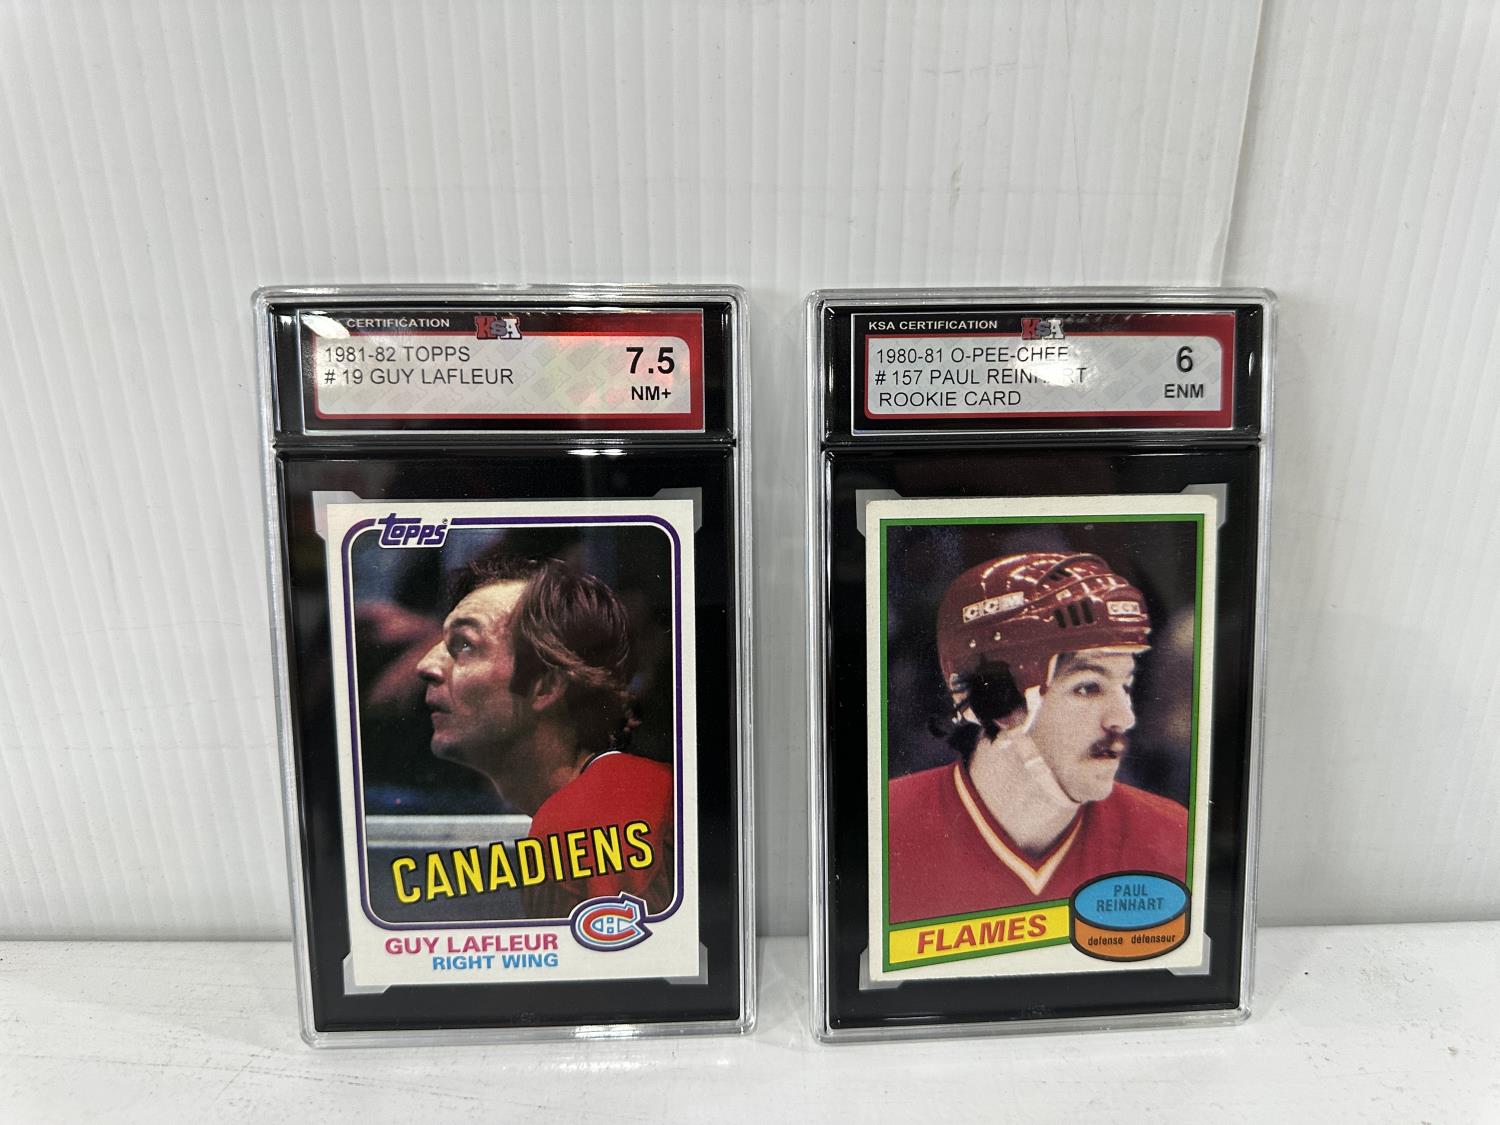 CERTIFICATION KSA
1981-82 TOPPS
# 19 GUY LAFLEUR
7.5
NM+
TOPPS
CANADIENS
GUY LAFLEUR
RIGHT WING
KSA CERTIFICATION KSA
1980-81 O-PEE-CHEE
# 157 PAUL REINHART
ROOKIE CARD
6
ENM
CCM
CCM
PAUL
REINHART
defense défenseur
FLAMES